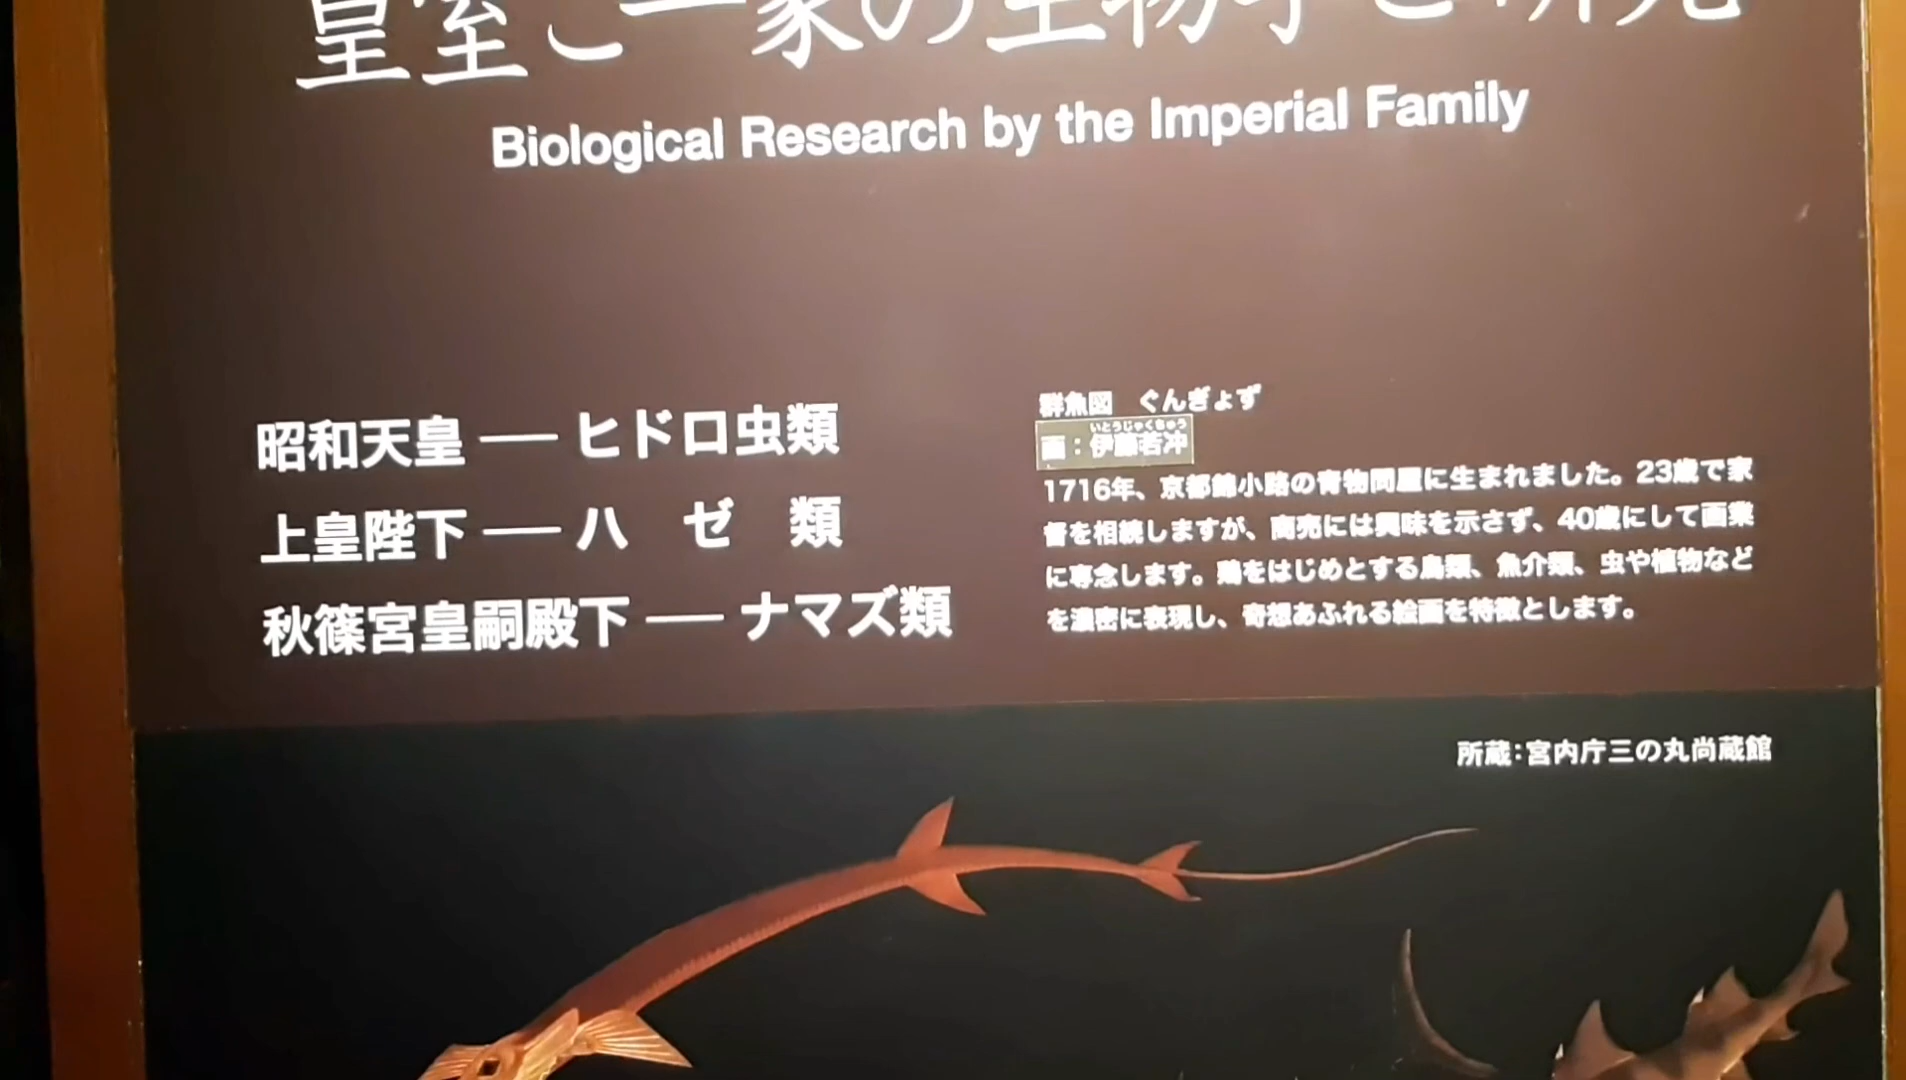 皇室ご一家の生物学ご研究
Biological Research by the Imperial Family
昭和天皇 ── ヒドロ虫類
上皇陛下 ── ハ ゼ 類
秋篠宮皇嗣殿下 ── ナマズ類
群魚図 ぐんぎょず
いとうじゃくちゅう
画：伊藤若冲
1716年、京都錦小路の青物問屋に生まれました。23歳で家
督を相続しますが、商売には興味を示さず、40歳にして画業
に専念します。鶏をはじめとする鳥類、魚介類、虫や植物など
を濃密に表現し、奇想あふれる絵画を特徴とします。
所蔵：宮内庁三の丸尚蔵館